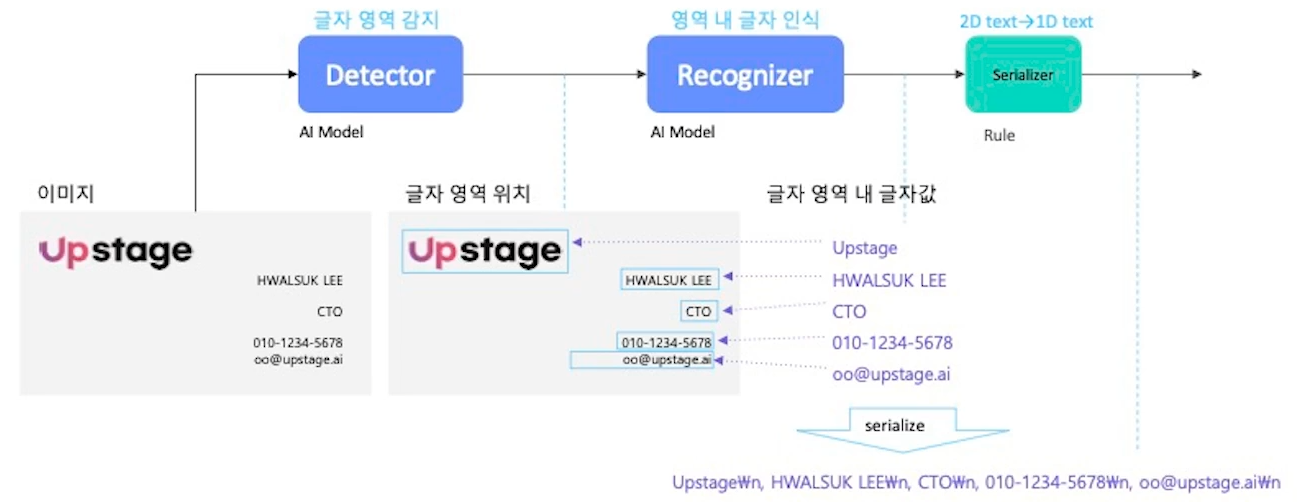 글자 영역 감지
영역 내 글자 인식
2D text→1D text
Detector
Recognizer
Serializer
AI Model
AI Model
Rule
이미지
글자 영역 위치
글자 영역 내 글자값
Upstage
HWALSUK LEE
CTO
010-1234-5678
oo@upstage.ai
Upstage
HWALSUK LEE
CTO
010-1234-5678
oo@upstage.ai
Upstage
HWALSUK LEE
CTO
010-1234-5678
oo@upstage.ai
serialize
Upstage₩n, HWALSUK LEE₩n, CTO₩n, 010-1234-5678₩n, oo@upstage.ai₩n